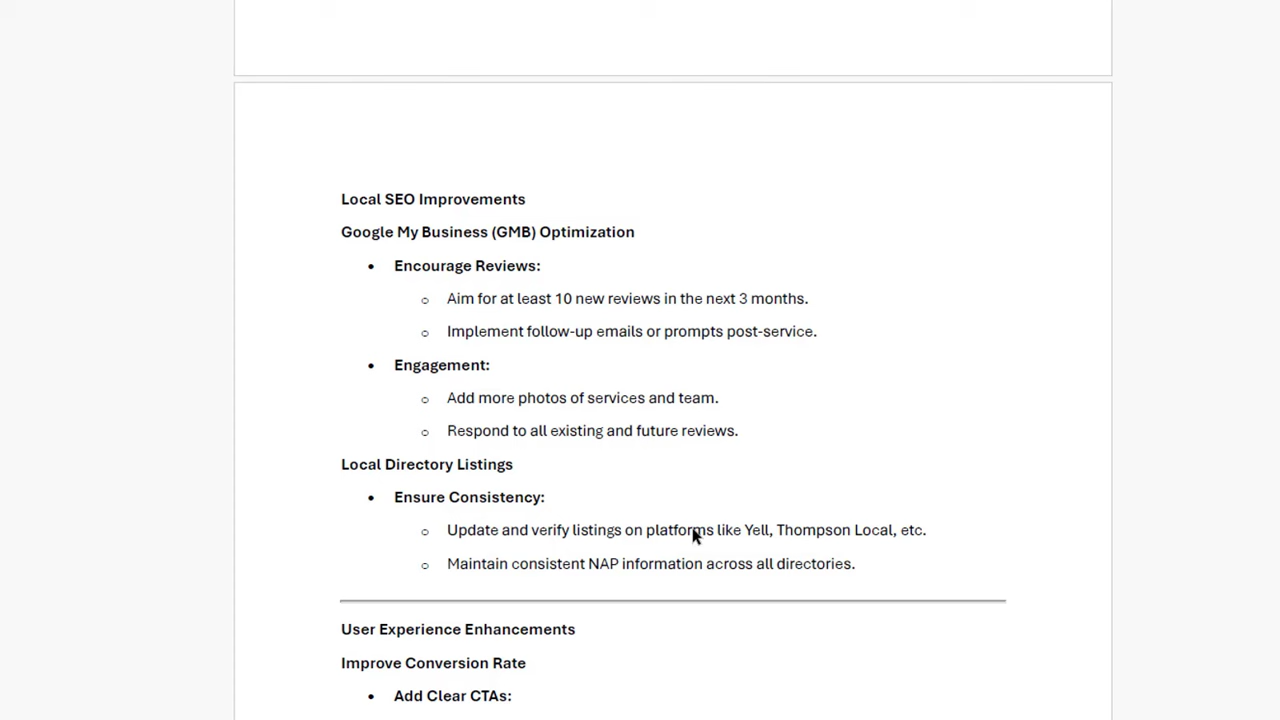 Local SEO Improvements
Google My Business (GMB) Optimization
• Encourage Reviews:
o Aim for at least 10 new reviews in the next 3 months.
o Implement follow-up emails or prompts post-service.
• Engagement:
o Add more photos of services and team.
o Respond to all existing and future reviews.
Local Directory Listings
• Ensure Consistency:
o Update and verify listings on platforms like Yell, Thompson Local, etc.
o Maintain consistent NAP information across all directories.
User Experience Enhancements
Improve Conversion Rate
• Add Clear CTAs: